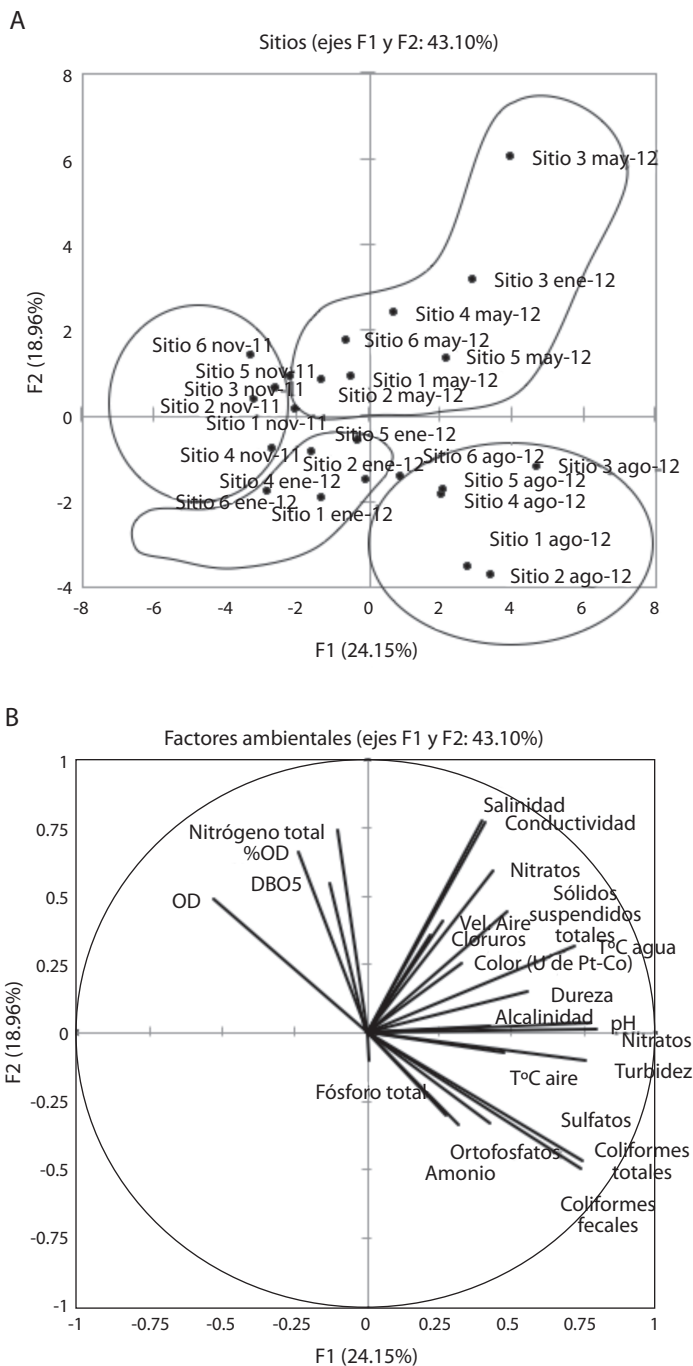 A
Sitios (ejes F1 y F2: 43.10%)
8
6
4
2
0
-2
-4
F2 (18.96%)
Sitio 3 may-12
Sitio 3 ene-12
Sitio 4 may-12
Sitio 6 may-12
Sitio 5 may-12
Sitio 1 may-12
Sitio 2 may-12
Sitio 6 nov-11
Sitio 5 nov-11
Sitio 3 nov-11
Sitio 2 nov-11
Sitio 1 nov-11
Sitio 4 nov-11
Sitio 5 ene-12
Sitio 2 ene-12
Sitio 4 ene-12
Sitio 6 ene-12
Sitio 1 ene-12
Sitio 6 ago-12
Sitio 3 ago-12
Sitio 5 ago-12
Sitio 4 ago-12
Sitio 1 ago-12
Sitio 2 ago-12
-8 -6 -4 -2 0 2 4 6 8
F1 (24.15%)
B
Factores ambientales (ejes F1 y F2: 43.10%)
1
0.75
0.5
0.25
0
-0.25
-0.5
-0.75
-1
F2 (18.96%)
Nitrógeno total
%OD
DBO5
OD
Salinidad
Conductividad
Nitratos
Sólidos
suspendidos
totales
Vel. Aire
Cloruros
TºC agua
Color (U de Pt-Co)
Dureza
Alcalinidad
pH
Nitratos
Turbidez
TºC aire
Fósforo total
Sulfatos
Ortofosfatos
Amonio
Coliformes
totales
Coliformes
fecales
-1 -0.75 -0.5 -0.25 0 0.25 0.5 0.75 1
F1 (24.15%)